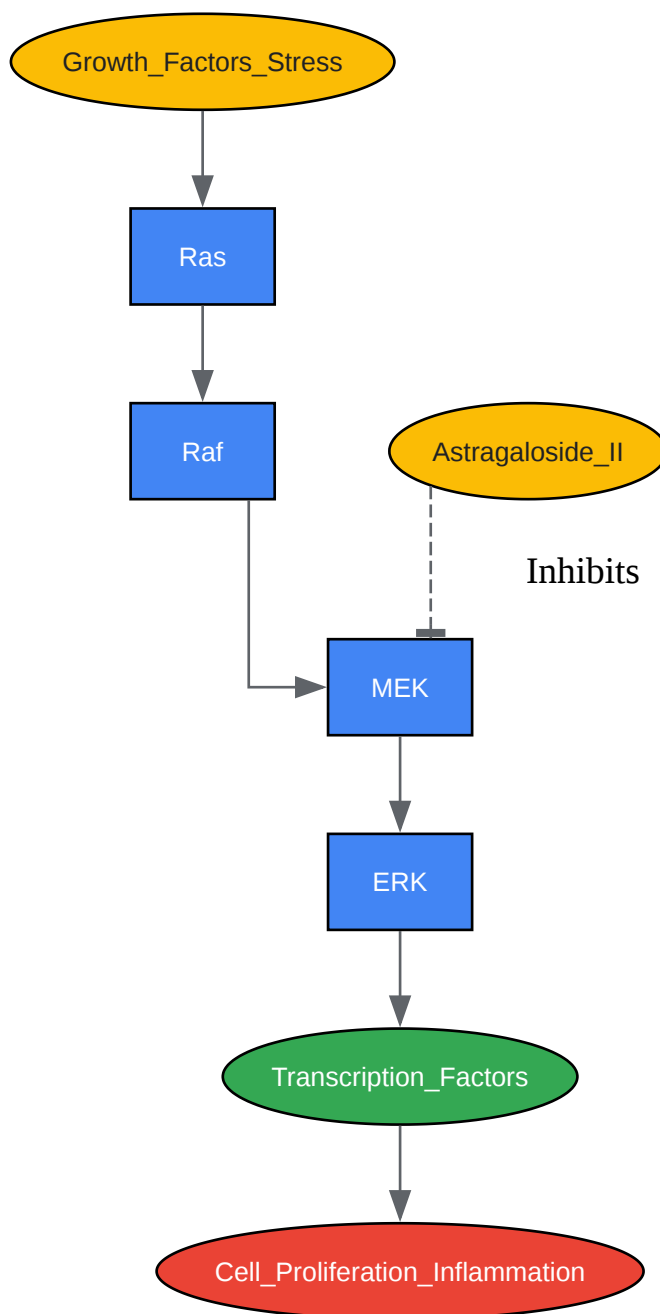 Growth_Factors_Stress
Ras
Raf
Astragaloside_II
Inhibits
MEK
ERK
Transcription_Factors
Cell_Proliferation_Inflammation